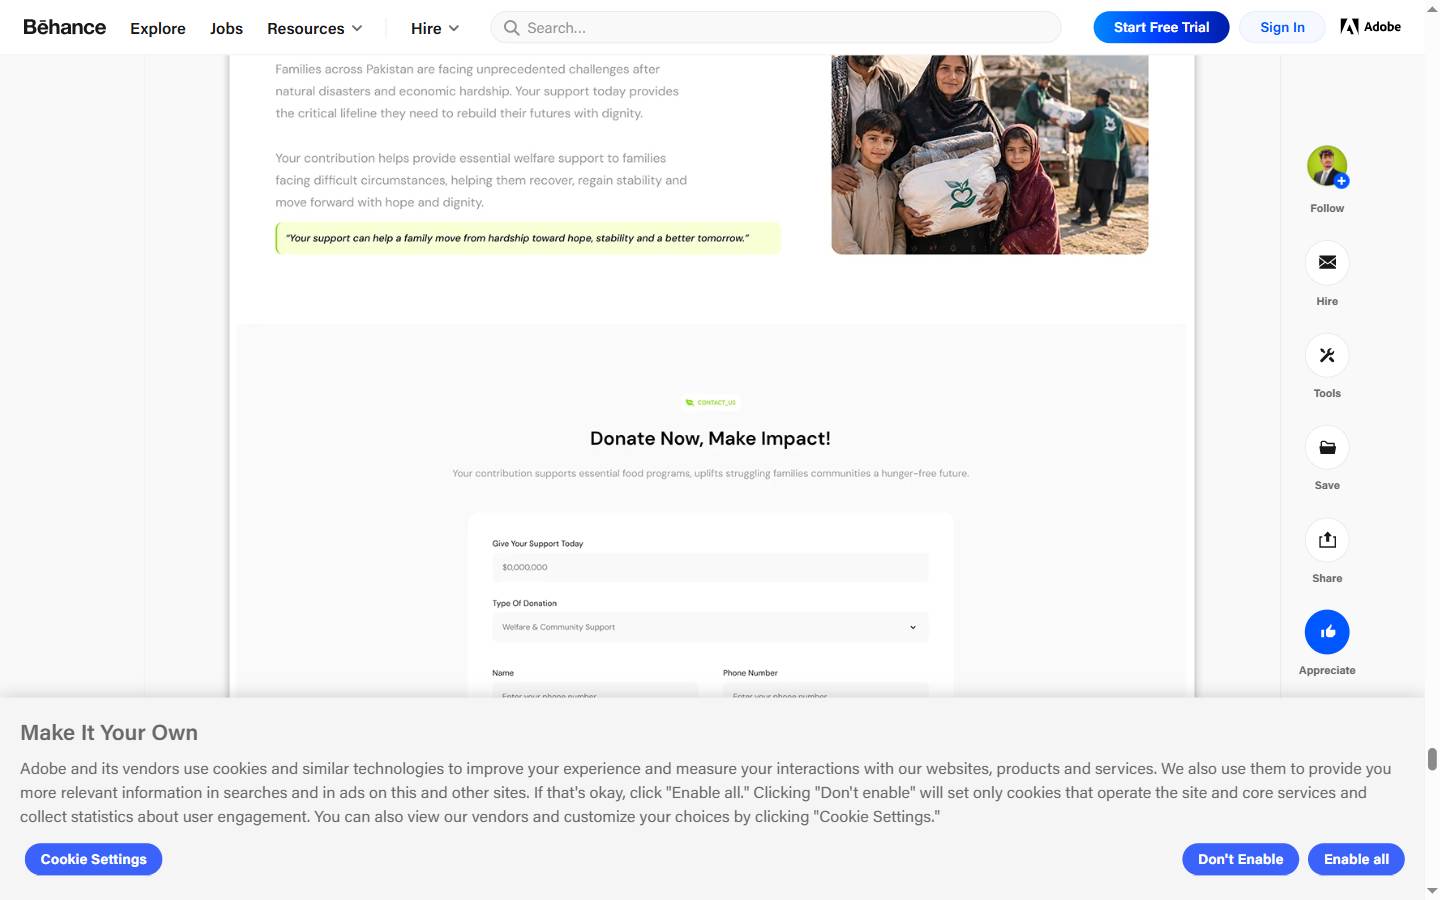 Bēhance
Explore
Jobs
Resources
Hire
Search...
Start Free Trial
Sign In
Adobe
Families across Pakistan are facing unprecedented challenges after
natural disasters and economic hardship. Your support today provides
the critical lifeline they need to rebuild their futures with dignity.
Your contribution helps provide essential welfare support to families
facing difficult circumstances, helping them recover, regain stability and
move forward with hope and dignity.
“Your support can help a family move from hardship toward hope, stability and a better tomorrow.”
CONTACT_US
Donate Now, Make Impact!
Your contribution supports essential food programs, uplifts struggling families communities a hunger-free future.
Give Your Support Today
$0,000,000
Type Of Donation
Welfare & Community Support
Name
Phone Number
Enter your phone number
Enter your phone number
Follow
Hire
Tools
Save
Share
Appreciate
Make It Your Own
Adobe and its vendors use cookies and similar technologies to improve your experience and measure your interactions with our websites, products and services. We also use them to provide you
more relevant information in searches and in ads on this and other sites. If that's okay, click "Enable all." Clicking "Don't enable" will set only cookies that operate the site and core services and
collect statistics about user engagement. You can also view our vendors and customize your choices by clicking "Cookie Settings."
Cookie Settings
Don't Enable
Enable all